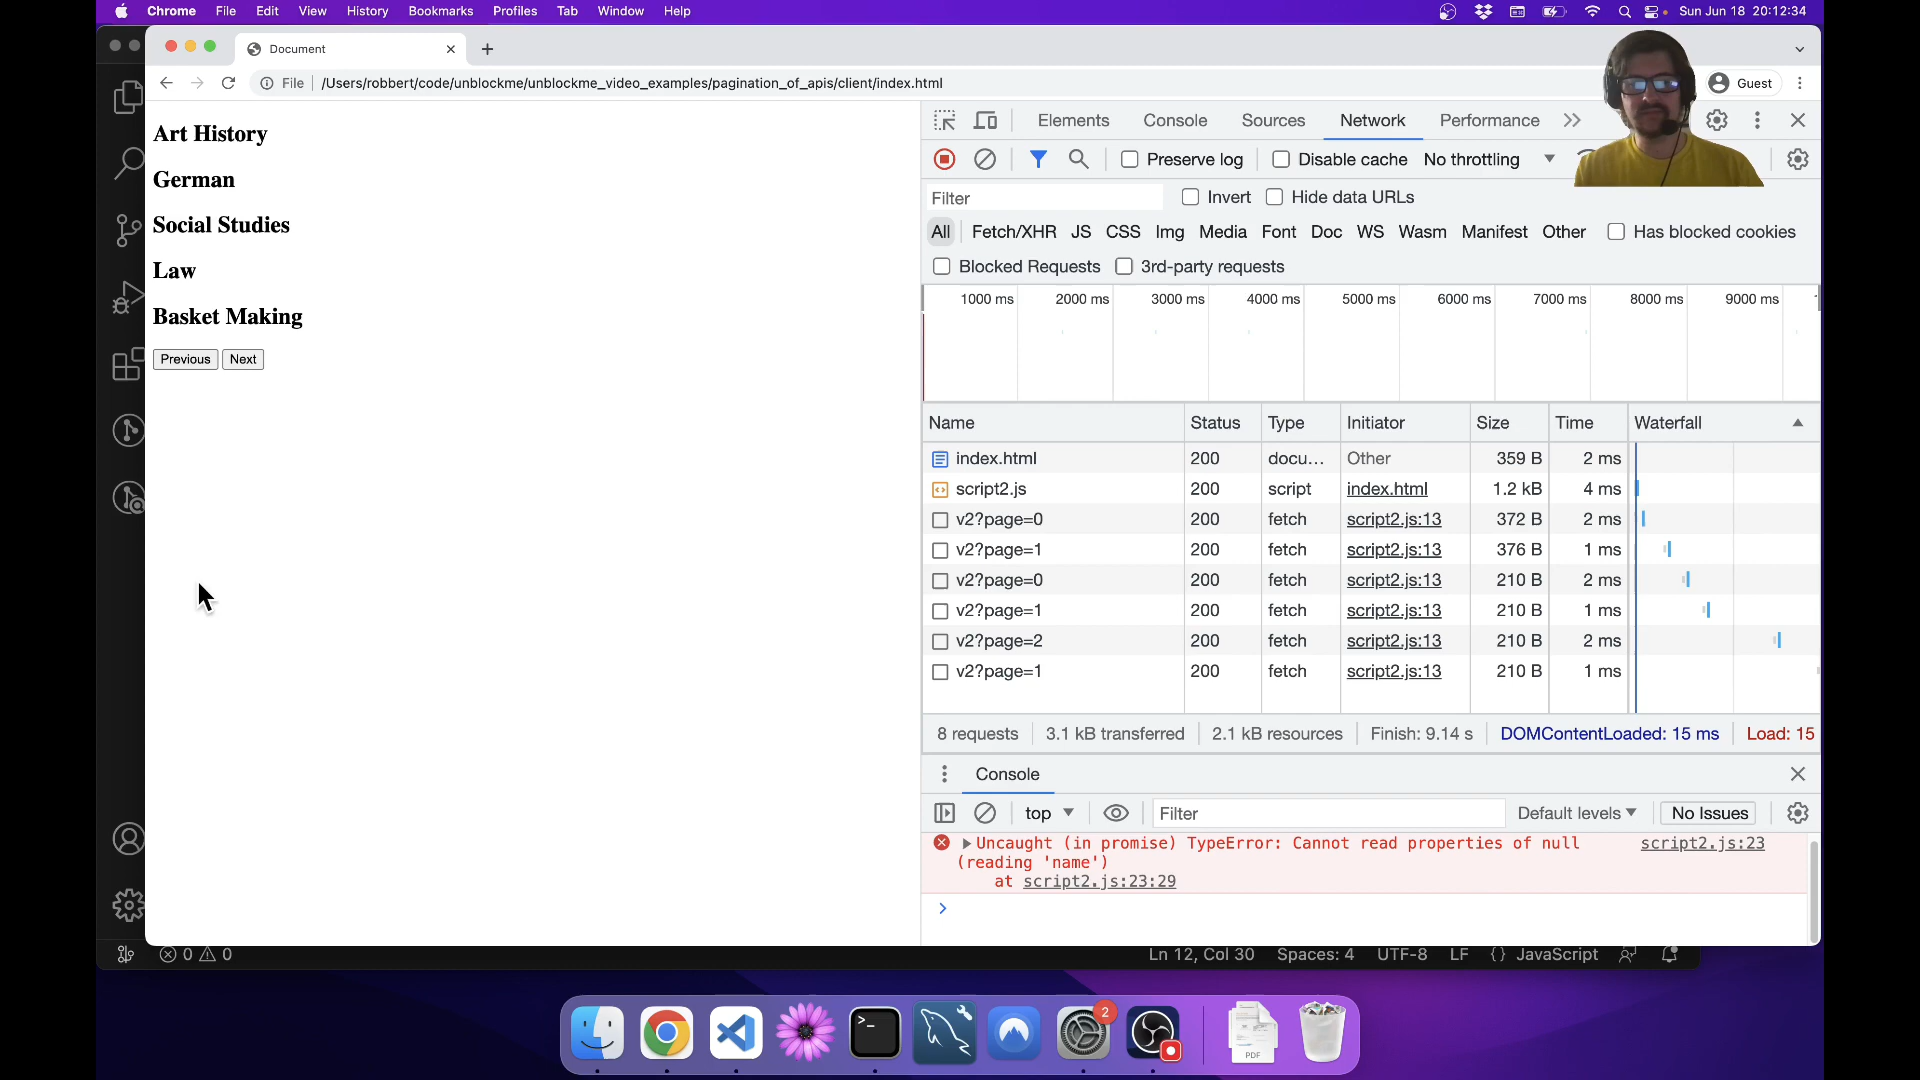 Chrome File Edit View History Bookmarks Profiles Tab Window Help Sun Jun 18 20:12:34
Document
File /Users/robbert/code/unblockme/unblockme_video_examples/pagination_of_apis/client/index.html Guest
Art History
German
Social Studies
Law
Basket Making
Previous Next
Elements Console Sources Network Performance
Preserve log Disable cache No throttling
Filter Invert Hide data URLs
All Fetch/XHR JS CSS Img Media Font Doc WS Wasm Manifest Other Has blocked cookies
Blocked Requests 3rd-party requests
1000 ms 2000 ms 3000 ms 4000 ms 5000 ms 6000 ms 7000 ms 8000 ms 9000 ms
Name Status Type Initiator Size Time Waterfall
index.html 200 docu... Other 359 B 2 ms
script2.js 200 script index.html 1.2 kB 4 ms
v2?page=0 200 fetch script2.js:13 372 B 2 ms
v2?page=1 200 fetch script2.js:13 376 B 1 ms
v2?page=0 200 fetch script2.js:13 210 B 2 ms
v2?page=1 200 fetch script2.js:13 210 B 1 ms
v2?page=2 200 fetch script2.js:13 210 B 2 ms
v2?page=1 200 fetch script2.js:13 210 B 1 ms
8 requests 3.1 kB transferred 2.1 kB resources Finish: 9.14 s DOMContentLoaded: 15 ms Load: 15
Console
top Filter Default levels No Issues
Uncaught (in promise) TypeError: Cannot read properties of null script2.js:23
(reading 'name')
at script2.js:23:29
0 0 Ln 12, Col 30 Spaces: 4 UTF-8 LF {} JavaScript
2
PDF